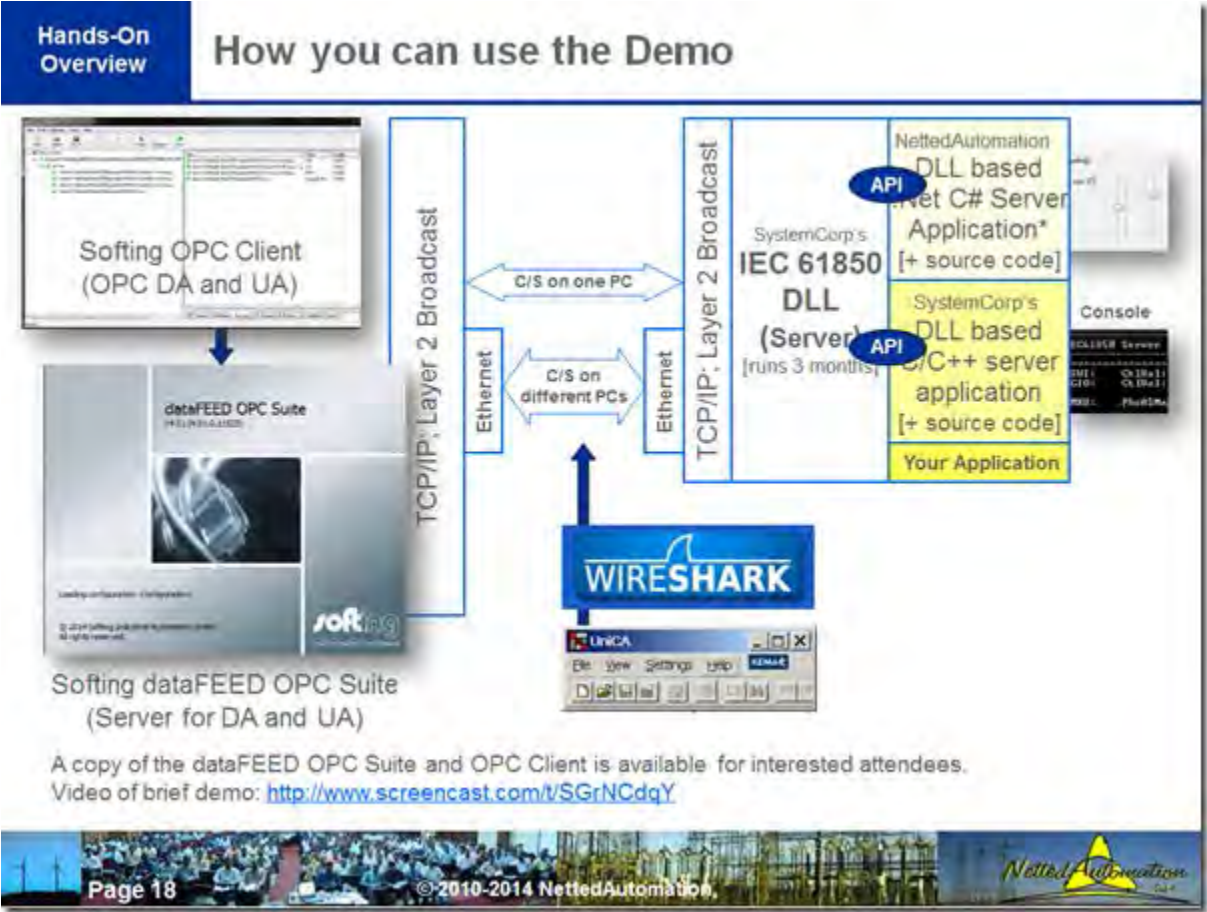 Hands-On
Overview
How you can use the Demo
Softing OPC Client
(OPC DA and UA)
dataFEED OPC Suite
softing
Softing dataFEED OPC Suite
(Server for DA and UA)
TCP/IP; Layer 2 Broadcast
Ethernet
C/S on one PC
C/S on
different PCs
Ethernet
TCP/IP; Layer 2 Broadcast
SystemCorp's
IEC 61850
DLL
(Server)
[runs 3 months]
API
NettedAutomation
DLL based
.Net C# Server
Application*
[+ source code]
API
SystemCorp's
DLL based
C/C++ server
application
[+ source code]
Your Application
Console
Server
WIRESHARK
UniCA
File View Settings Help KEMA
A copy of the dataFEED OPC Suite and OPC Client is available for interested attendees.
Video of brief demo: http://www.screencast.com/t/SGrNCdqY
Page 18
©2010-2014 NettedAutomation
NettedAutomation